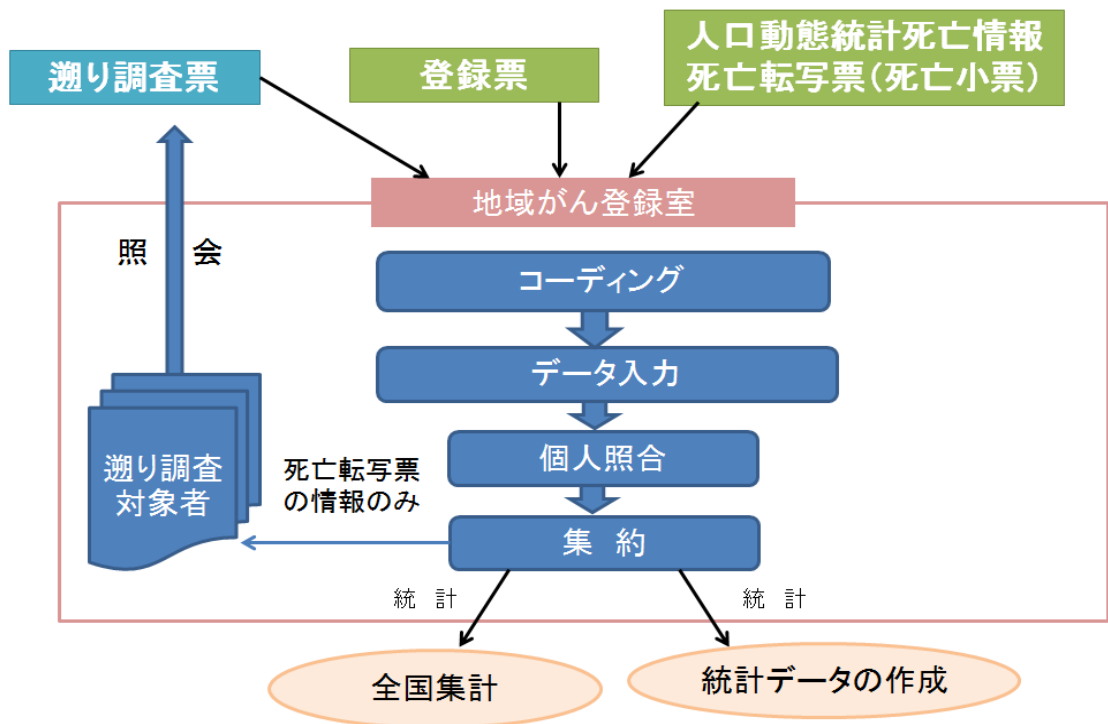 遡り調査票
登録票
人口動態統計死亡情報
死亡転写票(死亡小票)
地域がん登録室
照 会
コーディング
データ入力
個人照合
集 約
遡り調査
対象者
死亡転写票
の情報のみ
統 計
統 計
全国集計
統計データの作成